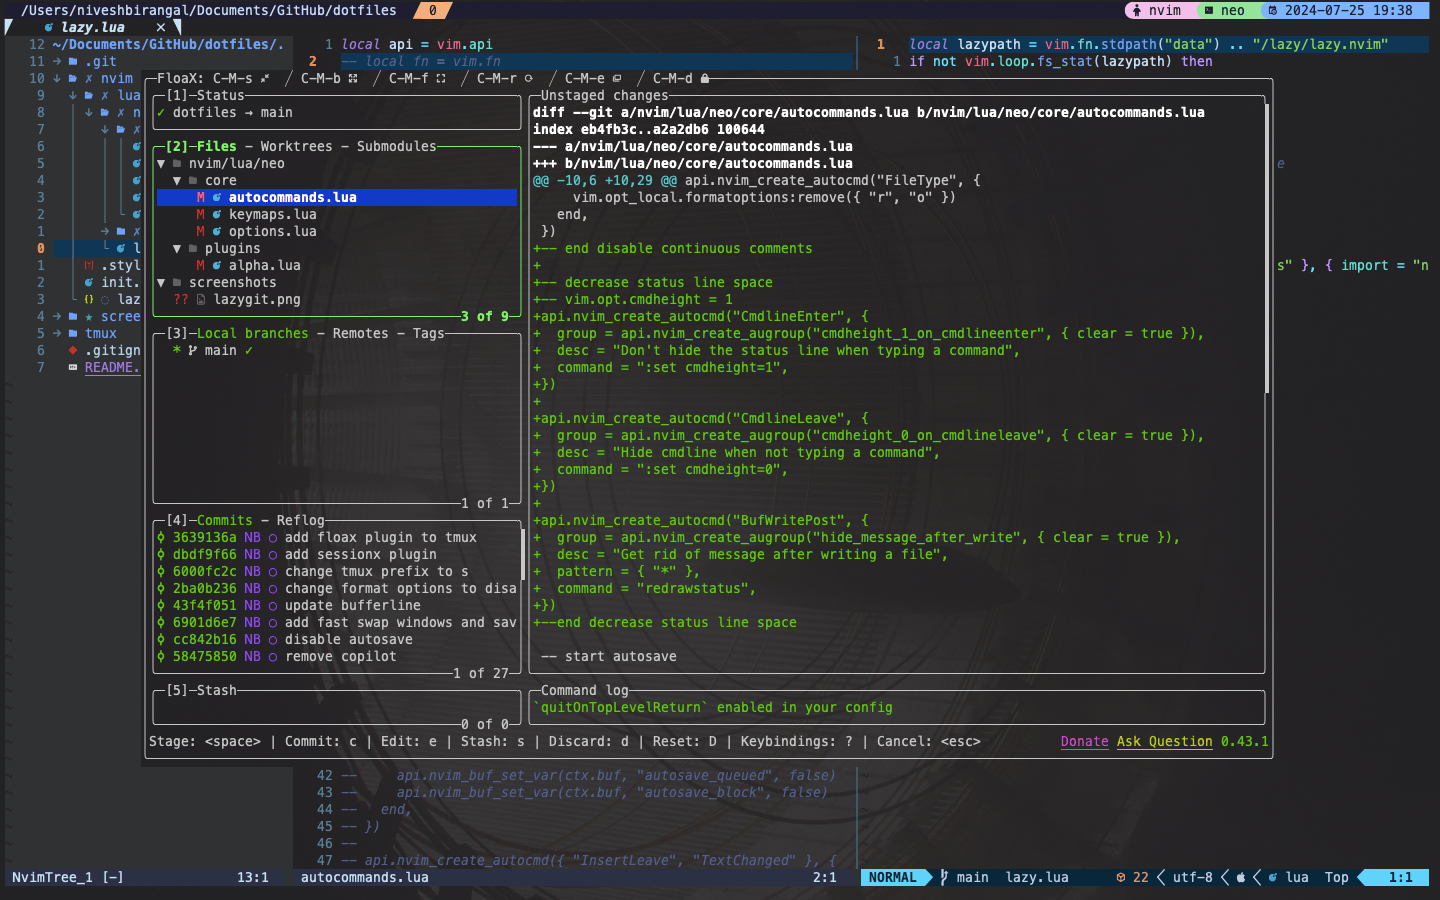 /Users/niveshbirangal/Documents/GitHub/dotfiles 0 nvim neo 2024-07-25 19:38
lazy.lua ×
12 ~/Documents/GitHub/dotfiles/.
11 → .git
10 ↓ ✗ nvim
9 ↓ ✗ lua
8 ↓ ✗ n
7 ↓ ✗
6
5
4
3
2
1 → ✗
0 l
1 .styl
2 init.
3 {} laz
4 → ★ scree
5 → tmux
6 .gitign
7 README.
1 local api = vim.api
2 -- local fn = vim.fn
1 local lazypath = vim.fn.stdpath("data") .. "/lazy/lazy.nvim"
1 if not vim.loop.fs_stat(lazypath) then
e
s" }, { import = "n
FloaX: C-M-s / C-M-b / C-M-f / C-M-r / C-M-e / C-M-d
[1]-Status
✓ dotfiles → main
[2]-Files - Worktrees - Submodules
▼ nvim/lua/neo
▼ core
M autocommands.lua
M keymaps.lua
M options.lua
▼ plugins
M alpha.lua
▼ screenshots
?? lazygit.png
3 of 9
[3]-Local branches - Remotes - Tags
* main ✓
1 of 1
[4]-Commits - Reflog
3639136a NB ○ add floax plugin to tmux
dbdf9f66 NB ○ add sessionx plugin
6000fc2c NB ○ change tmux prefix to s
2ba0b236 NB ○ change format options to disa
43f4f051 NB ○ update bufferline
6901d6e7 NB ○ add fast swap windows and sav
cc842b16 NB ○ disable autosave
58475850 NB ○ remove copilot
1 of 27
[5]-Stash
0 of 0
Unstaged changes
diff --git a/nvim/lua/neo/core/autocommands.lua b/nvim/lua/neo/core/autocommands.lua
index eb4fb3c..a2a2db6 100644
--- a/nvim/lua/neo/core/autocommands.lua
+++ b/nvim/lua/neo/core/autocommands.lua
@@ -10,6 +10,29 @@ api.nvim_create_autocmd("FileType", {
vim.opt_local.formatoptions:remove({ "r", "o" })
end,
})
+-- end disable continuous comments
+
+-- decrease status line space
+-- vim.opt.cmdheight = 1
+api.nvim_create_autocmd("CmdlineEnter", {
+  group = api.nvim_create_augroup("cmdheight_1_on_cmdlineenter", { clear = true }),
+  desc = "Don't hide the status line when typing a command",
+  command = ":set cmdheight=1",
+})
+
+api.nvim_create_autocmd("CmdlineLeave", {
+  group = api.nvim_create_augroup("cmdheight_0_on_cmdlineleave", { clear = true }),
+  desc = "Hide cmdline when not typing a command",
+  command = ":set cmdheight=0",
+})
+
+api.nvim_create_autocmd("BufWritePost", {
+  group = api.nvim_create_augroup("hide_message_after_write", { clear = true }),
+  desc = "Get rid of message after writing a file",
+  pattern = { "*" },
+  command = "redrawstatus",
+})
+--end decrease status line space
-- start autosave
Command log
`quitOnTopLevelReturn` enabled in your config
Stage: <space> | Commit: c | Edit: e | Stash: s | Discard: d | Reset: D | Keybindings: ? | Cancel: <esc> Donate Ask Question 0.43.1
42 --     api.nvim_buf_set_var(ctx.buf, "autosave_queued", false)
43 --     api.nvim_buf_set_var(ctx.buf, "autosave_block", false)
44 --   end,
45 -- })
46 --
47 -- api.nvim_create_autocmd({ "InsertLeave", "TextChanged" }, {
NvimTree_1 [-] 13:1 autocommands.lua 2:1 NORMAL main lazy.lua 22 utf-8 lua Top 1:1